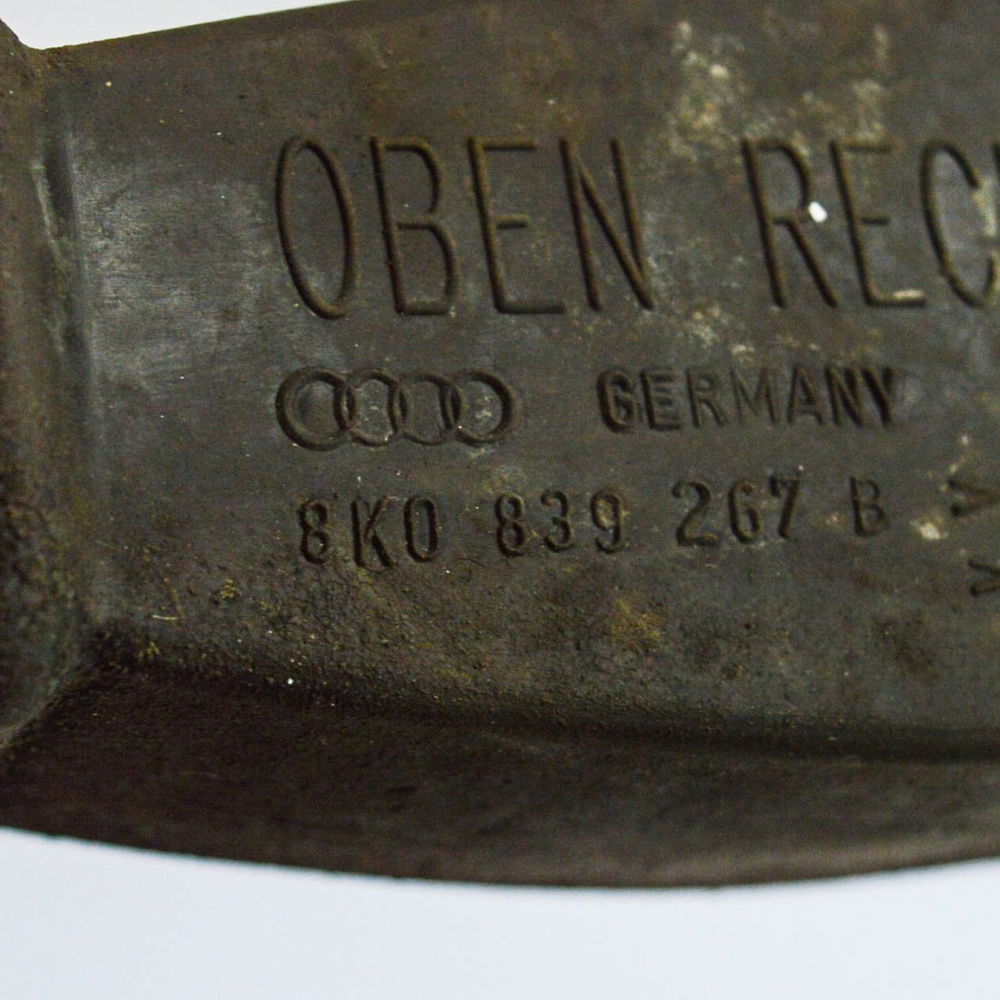 OBEN REC
GERMANY
8K0 839 267 B